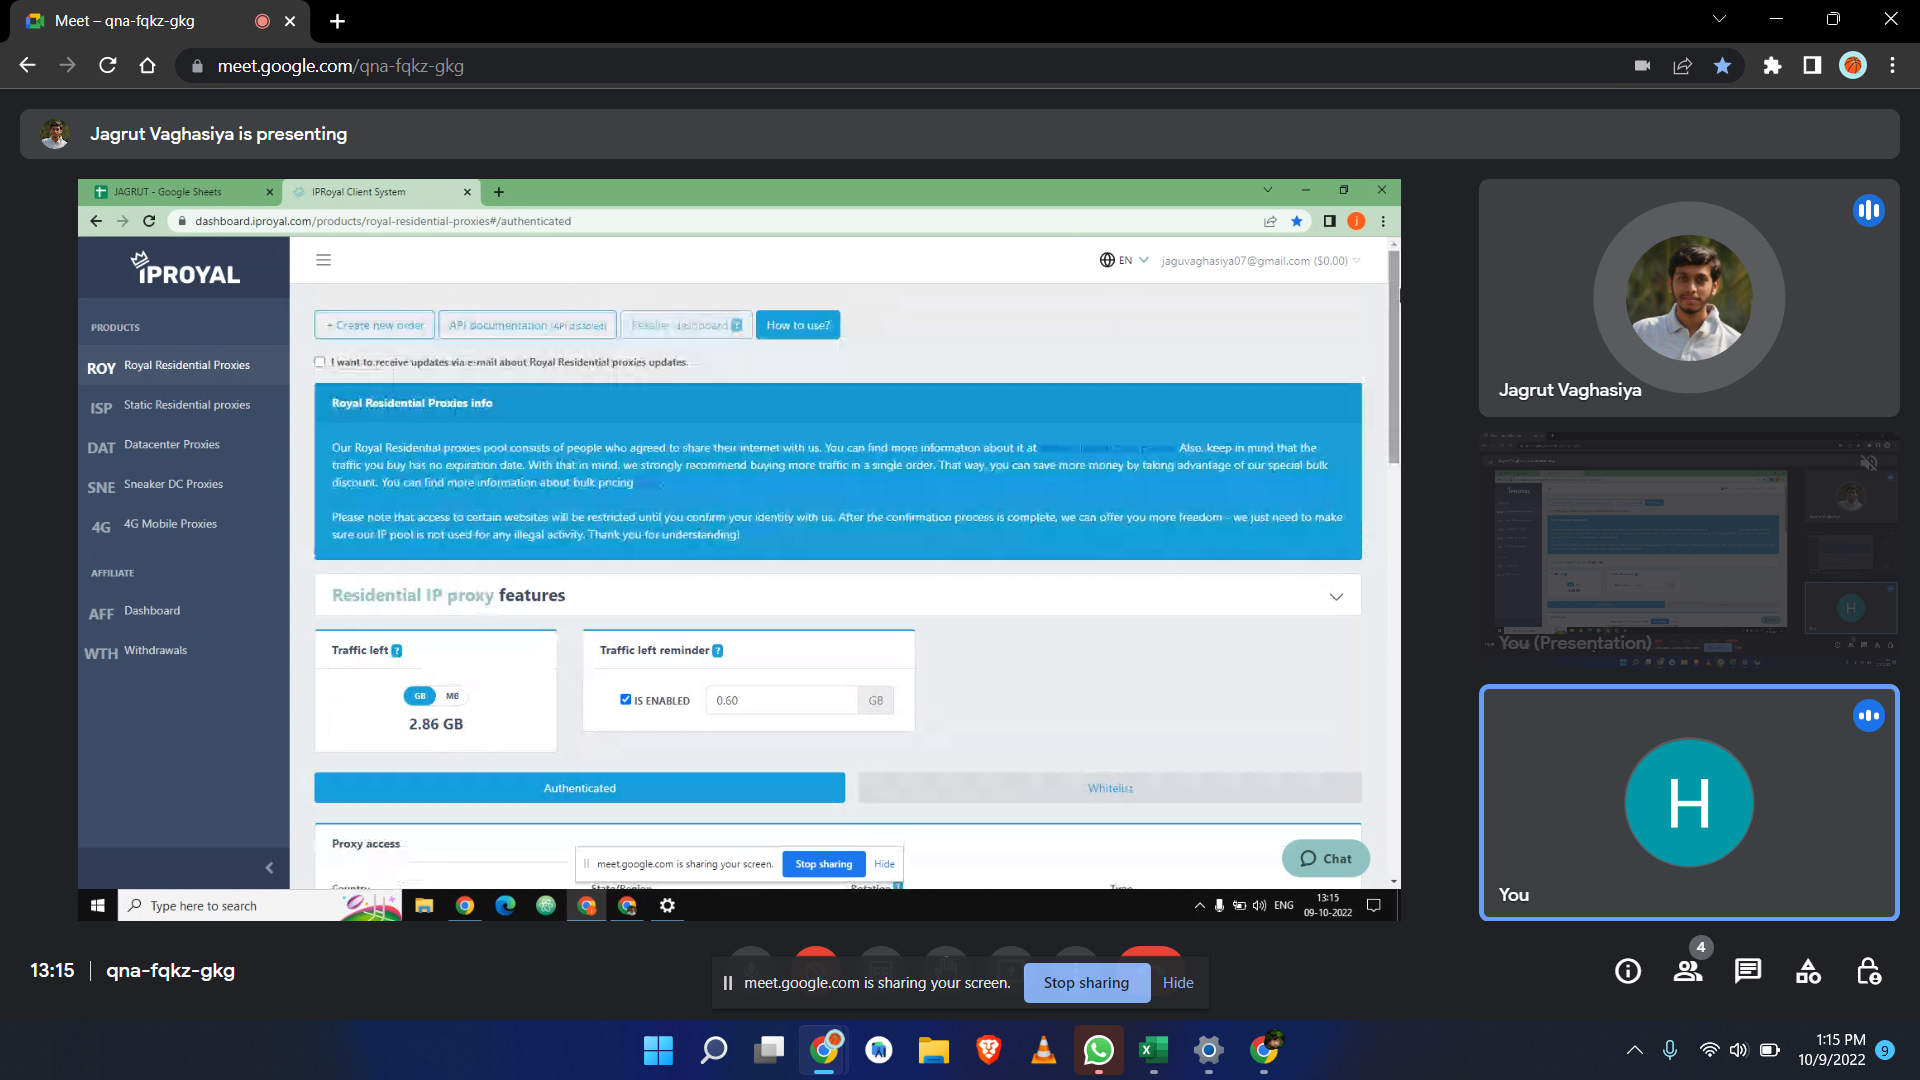 Meet – qna-fqkz-gkg
meet.google.com/qna-fqkz-gkg
Jagrut Vaghasiya is presenting
JAGRUT - Google Sheets
IPRoyal Client System
dashboard.iproyal.com/products/royal-residential-proxies#/authenticated
j
IPROYAL
EN
jaguvaghasiya07@gmail.com ($0.00)
PRODUCTS
ROY Royal Residential Proxies
ISP Static Residential proxies
DAT Datacenter Proxies
SNE Sneaker DC Proxies
4G 4G Mobile Proxies
AFFILIATE
AFF Dashboard
WTH Withdrawals
+ Create new order
API documentation (API disabled)
Reseller dashboard ?
How to use?
I want to receive updates via e-mail about Royal Residential proxies updates.
Royal Residential Proxies info
Our Royal Residential proxies pool consists of people who agreed to share their internet with us. You can find more information about it at
Also, keep in mind that the
traffic you buy has no expiration date. With that in mind, we strongly recommend buying more traffic in a single order. That way, you can save more money by taking advantage of our special bulk
discount. You can find more information about bulk pricing
Please note that access to certain websites will be restricted until you confirm your identity with us. After the confirmation process is complete, we can offer you more freedom - we just need to make
sure our IP pool is not used for any illegal activity. Thank you for understanding!
Residential IP proxy features
Traffic left ?
GB MB
2.86 GB
Traffic left reminder ?
IS ENABLED 0.60 GB
Authenticated
Whitelist
Proxy access
Country State/Region Rotation ? Type
meet.google.com is sharing your screen. Stop sharing Hide
Chat
Type here to search
ENG
13:15
09-10-2022
Jagrut Vaghasiya
You (Presentation)
H
You
13:15 qna-fqkz-gkg
meet.google.com is sharing your screen. Stop sharing Hide
4
1:15 PM
10/9/2022
9